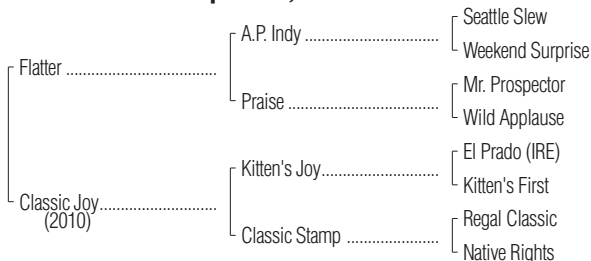 Seattle Slew
A.P. Indy ..............................
Weekend Surprise
Flatter ..................................
Mr. Prospector
Praise ..................................
Wild Applause
El Prado (IRE)
Kitten's Joy..........................
Kitten's First
Classic Joy...........................
(2010)
Regal Classic
Classic Stamp ....................
Native Rights